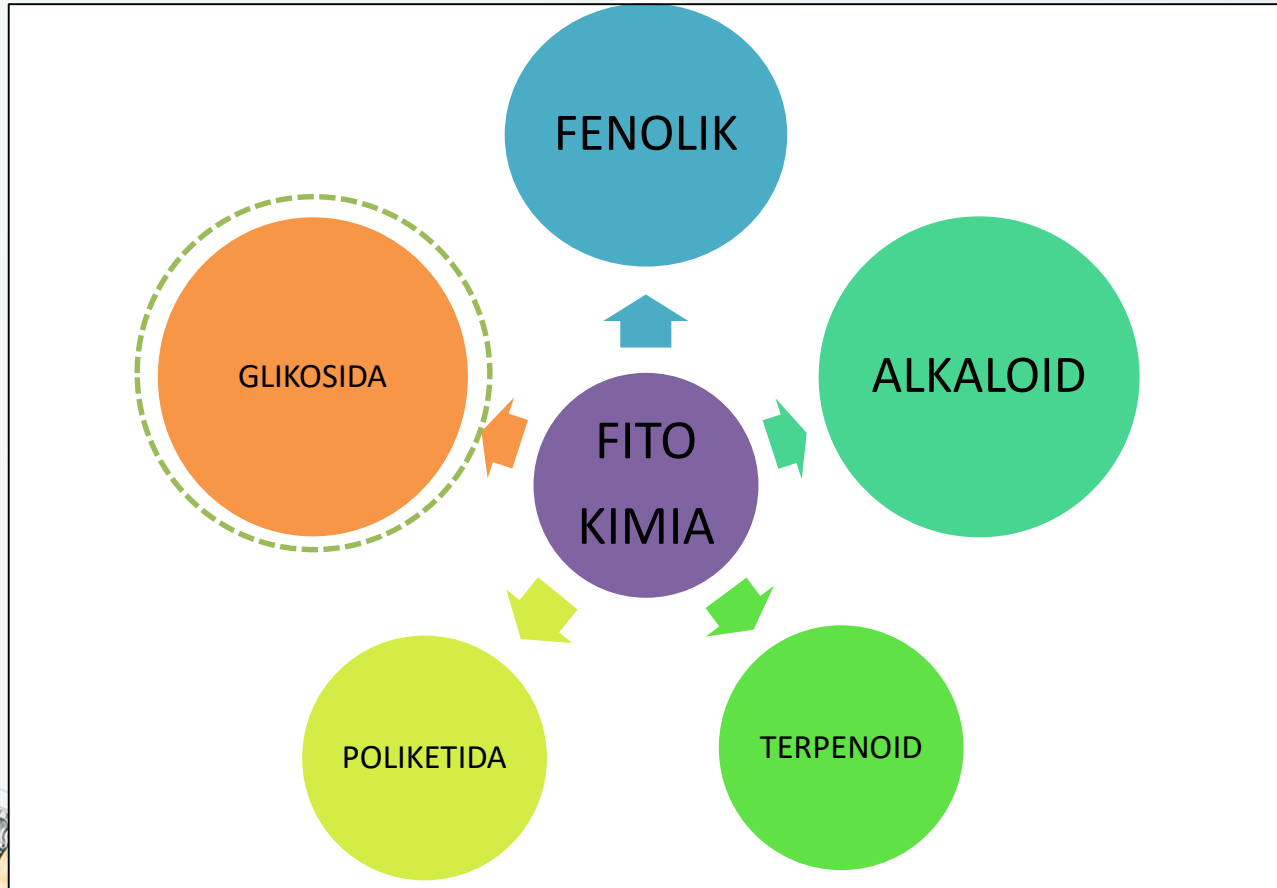 FENOLIK
GLIKOSIDA
ALKALOID
FITO
KIMIA
POLIKETIDA
TERPENOID